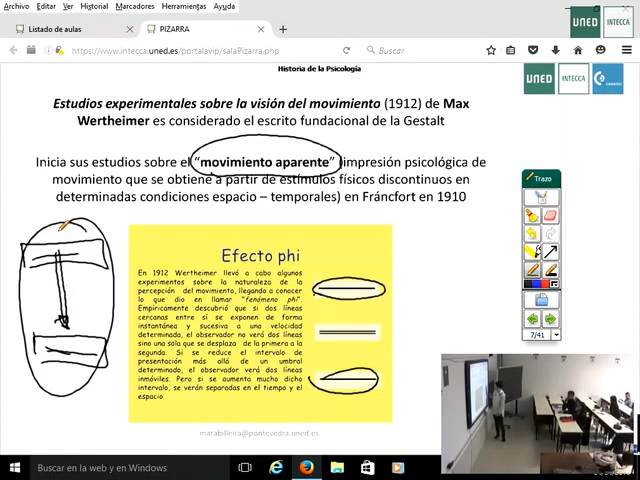 Archivo Editar Ver Historial Marcadores Herramientas Ayuda
Listado de aulas
PIZARRA
https://www.intecca.uned.es/portalavip/salaPizarra.php
Buscar
UNED
INTECCA
Historia de la Psicología
UNED INTECCA
Estudios experimentales sobre la visión del movimiento (1912) de Max
Wertheimer es considerado el escrito fundacional de la Gestalt
Inicia sus estudios sobre el "movimiento aparente" (impresión psicológica de
movimiento que se obtiene a partir de estímulos físicos discontinuos en
determinadas condiciones espacio – temporales) en Fráncfort en 1910
Trazo
7/41
Efecto phi
En 1912 Wertheimer llevó a cabo algunos
experimentos sobre la naturaleza de la
percepción del movimiento, llegando a conocer
lo que dio en llamar "fenómeno phi".
Empiricamente descubrió que si dos líneas
cercanas entre sí se exponen de forma
instantánea y sucesiva a una velocidad
determinada, el observador no verá dos líneas
sino una sola que se desplaza de la primera a la
segunda. Si se reduce el intervalo de
presentación más allá de un umbral
determinado, el observador verá dos líneas
inmóviles. Pero si se aumenta mucho dicho
intervalo, se verán separadas en el tiempo y el
espacio.
marabilleira@pontevedra.uned.es
Buscar en la web y en Windows